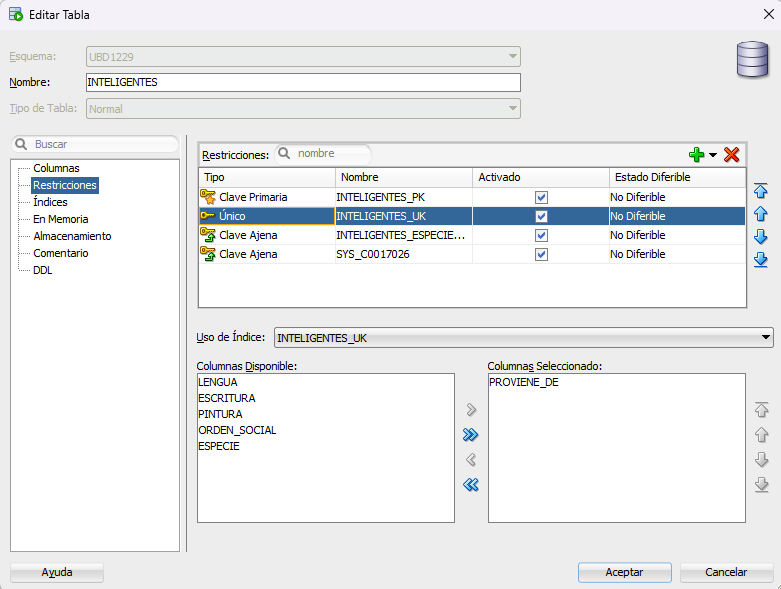 Editar Tabla
Esquema: UBD1229
Nombre: INTELIGENTES
Tipo de Tabla: Normal
Buscar
Columnas
Restricciones
Índices
En Memoria
Almacenamiento
Comentario
DDL
Restricciones: nombre
Tipo Nombre Activado Estado Diferible
Clave Primaria INTELIGENTES_PK No Diferible
Único INTELIGENTES_UK No Diferible
Clave Ajena INTELIGENTES_ESPECIE... No Diferible
Clave Ajena SYS_C0017026 No Diferible
Uso de Índice: INTELIGENTES_UK
Columnas Disponible:
LENGUA
ESCRITURA
PINTURA
ORDEN_SOCIAL
ESPECIE
Columnas Seleccionado:
PROVIENE_DE
Ayuda Aceptar Cancelar